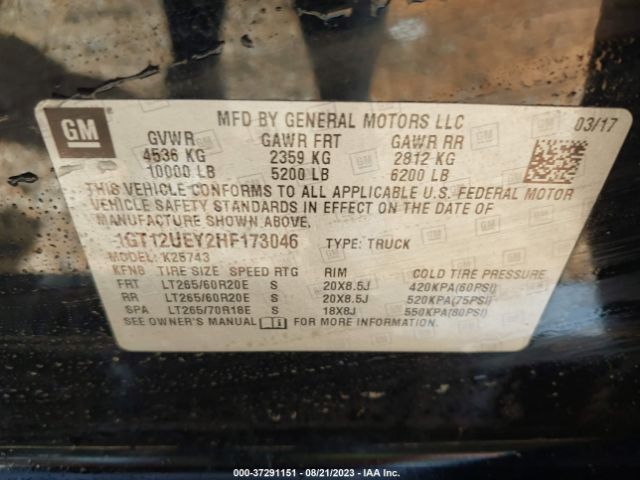 GM
MFD BY GENERAL MOTORS LLC 03/17
GVWR GAWR FRT GAWR RR
4536 KG 2359 KG 2812 KG
10000 LB 5200 LB 6200 LB
THIS VEHICLE CONFORMS TO ALL APPLICABLE U.S. FEDERAL MOTOR
VEHICLE SAFETY STANDARDS IN EFFECT ON THE DATE OF
MANUFACTURE SHOWN ABOVE.
1GT12UEY2HF173046 TYPE: TRUCK
MODEL: K25743
KFNB TIRE SIZE SPEED RTG RIM COLD TIRE PRESSURE
FRT LT265/60R20E S 20X8.5J 420KPA(60PSI)
RR LT265/60R20E S 20X8.5J 520KPA(75PSI)
SPA LT265/70R18E S 18X8J 550KPA(80PSI)
SEE OWNER'S MANUAL FOR MORE INFORMATION.
000-37291151 - 08/21/2023 - IAA Inc.